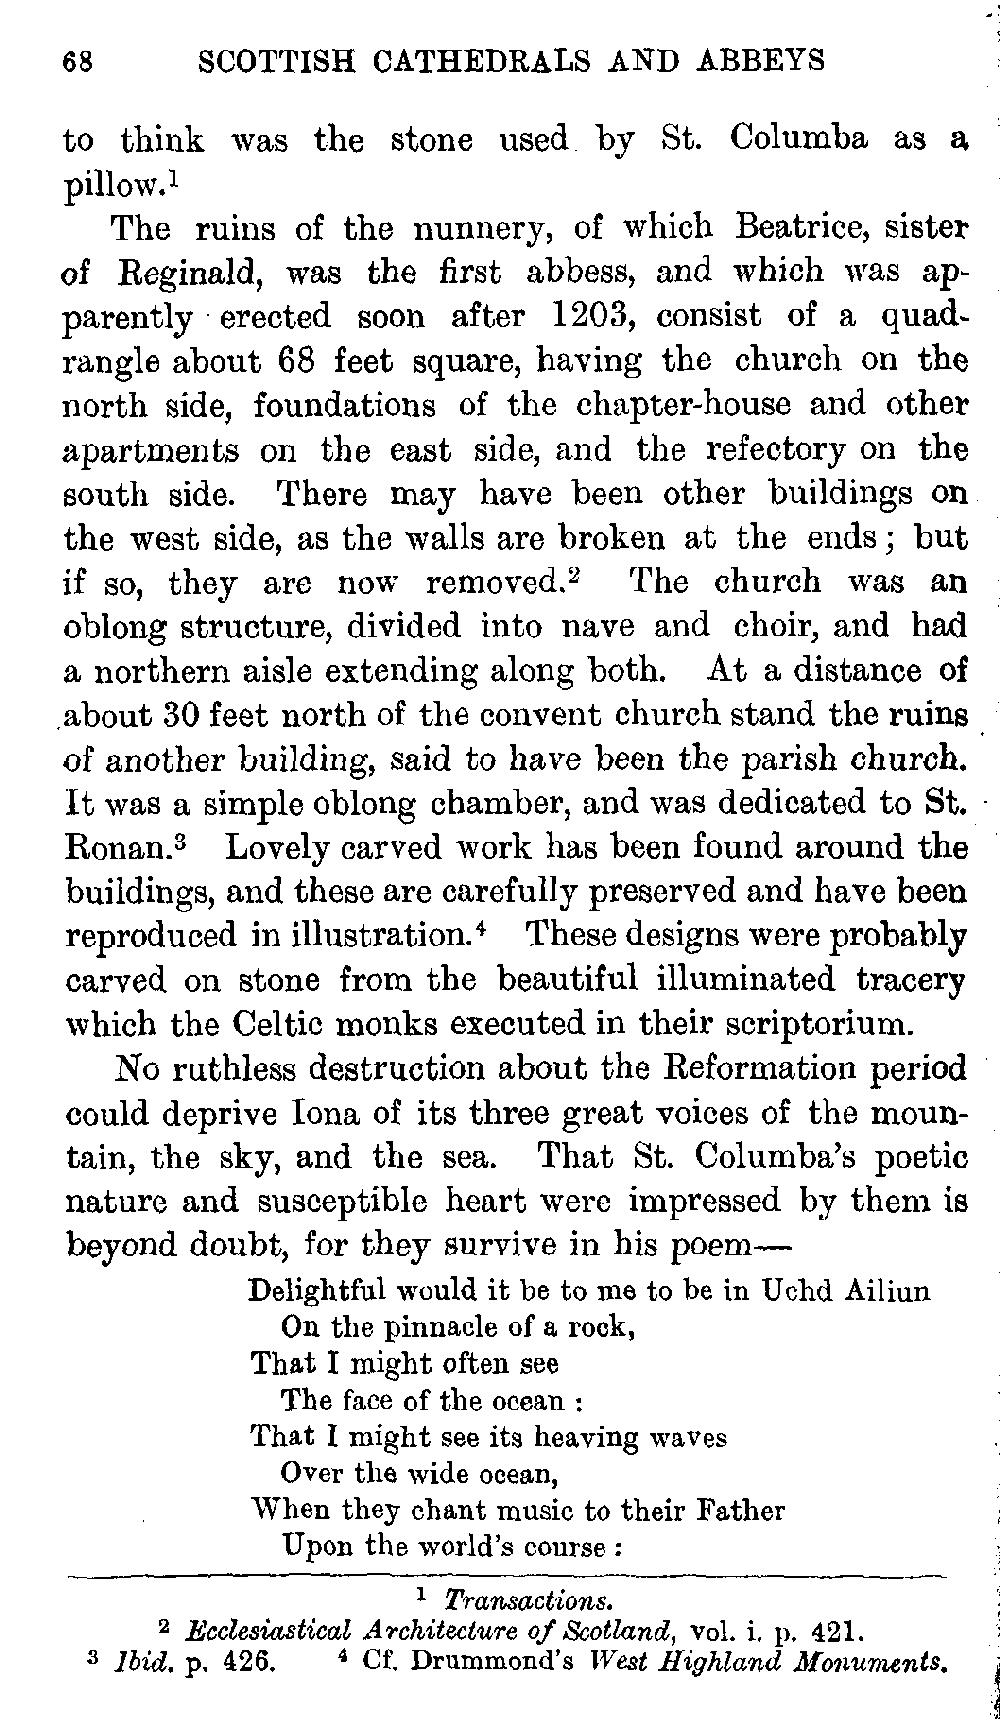 68 SCOTTISH CATHEDRALS AND ABBEYS
to think was the stone used by St. Columba as a
pillow.¹
The ruins of the nunnery, of which Beatrice, sister
of Reginald, was the first abbess, and which was ap-
parently erected soon after 1203, consist of a quad-
rangle about 68 feet square, having the church on the
north side, foundations of the chapter-house and other
apartments on the east side, and the refectory on the
south side. There may have been other buildings on
the west side, as the walls are broken at the ends; but
if so, they are now removed.² The church was an
oblong structure, divided into nave and choir, and had
a northern aisle extending along both. At a distance of
about 30 feet north of the convent church stand the ruins
of another building, said to have been the parish church.
It was a simple oblong chamber, and was dedicated to St.
Ronan.³ Lovely carved work has been found around the
buildings, and these are carefully preserved and have been
reproduced in illustration.⁴ These designs were probably
carved on stone from the beautiful illuminated tracery
which the Celtic monks executed in their scriptorium.
No ruthless destruction about the Reformation period
could deprive Iona of its three great voices of the moun-
tain, the sky, and the sea. That St. Columba's poetic
nature and susceptible heart were impressed by them is
beyond doubt, for they survive in his poem—
Delightful would it be to me to be in Uchd Ailiun
On the pinnacle of a rock,
That I might often see
The face of the ocean :
That I might see its heaving waves
Over the wide ocean,
When they chant music to their Father
Upon the world's course :
¹ Transactions.
² Ecclesiastical Architecture of Scotland, vol. i. p. 421.
³ Ibid. p. 426. ⁴ Cf. Drummond's West Highland Monuments.